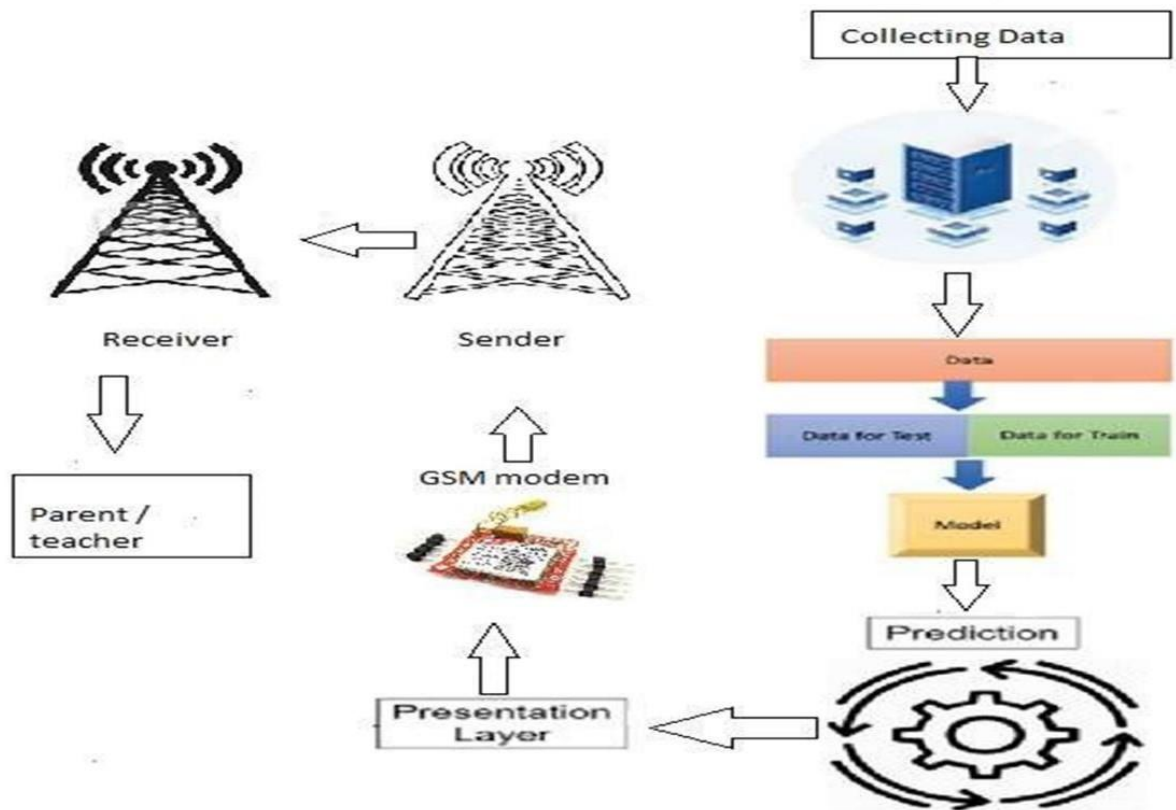 Collecting Data
Data
Data for Test
Data for Train
Model
Prediction
Presentation
Layer
GSM modem
Sender
Receiver
Parent /
teacher